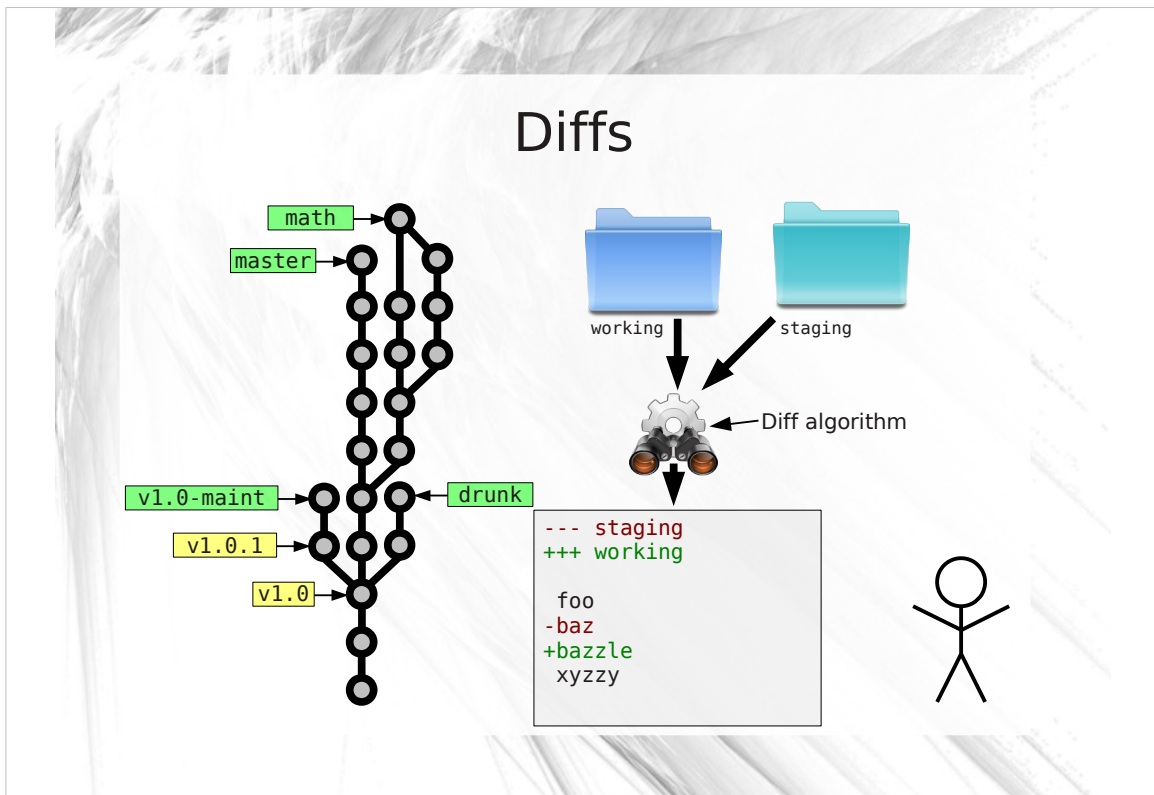 Diffs
math
master
v1.0-maint
drunk
v1.0.1
v1.0
working
staging
Diff algorithm
--- staging
+++ working
 foo
-baz
+bazzle
 xyzzy